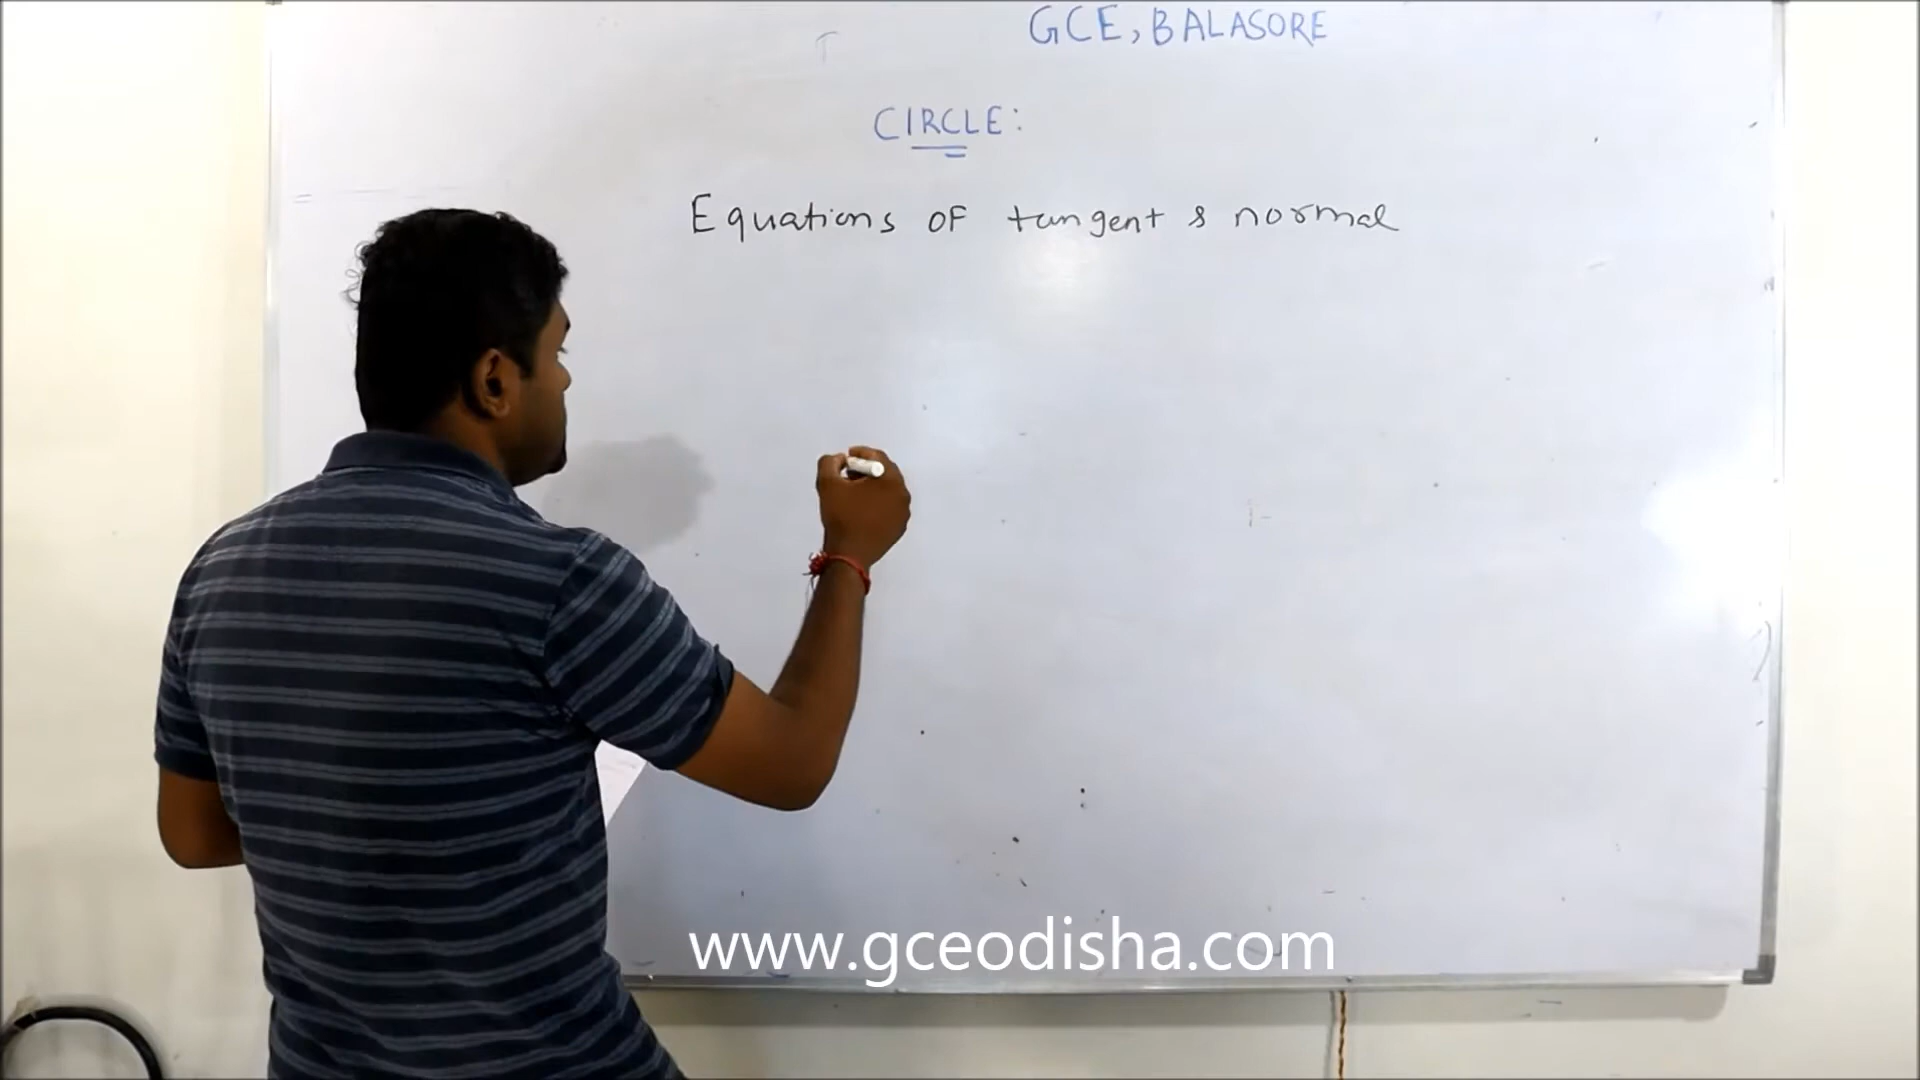 GCE, BALASORE
CIRCLE:
Equations of tangent & normal
www.gceodisha.com